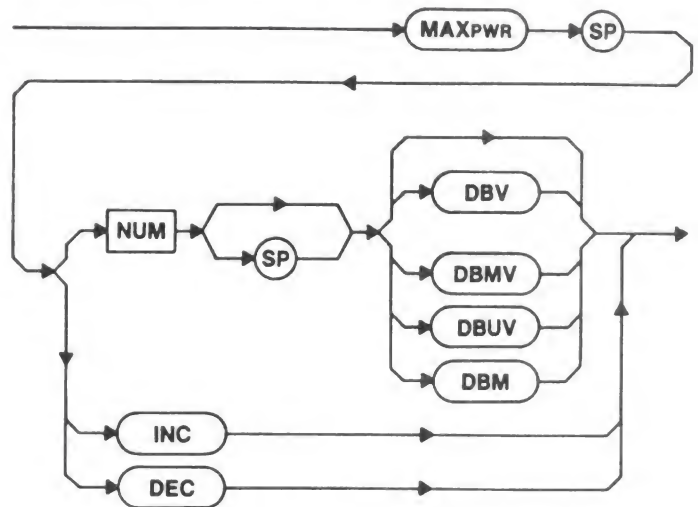 MAXPWR SP
DBV
NUM
SP
DBMV
DBUV
DBM
INC
DEC